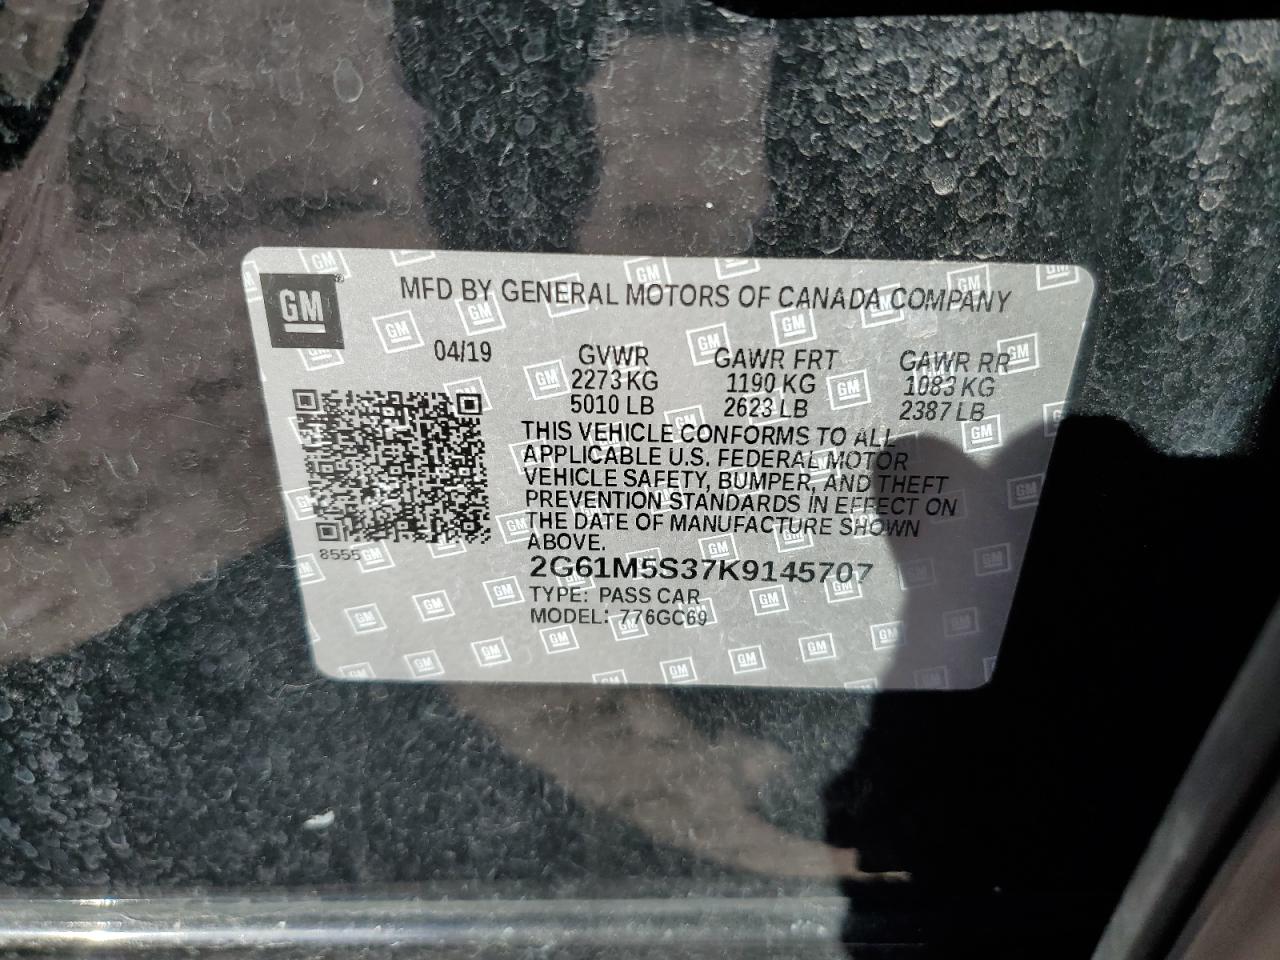 GM
MFD BY GENERAL MOTORS OF CANADA COMPANY
04/19 GVWR GAWR FRT GAWR RR
2273 KG 1190 KG 1083 KG
5010 LB 2623 LB 2387 LB
THIS VEHICLE CONFORMS TO ALL
APPLICABLE U.S. FEDERAL MOTOR
VEHICLE SAFETY, BUMPER, AND THEFT
PREVENTION STANDARDS IN EFFECT ON
THE DATE OF MANUFACTURE SHOWN
ABOVE.
8555
2G61M5S37K9145707
TYPE: PASS CAR
MODEL: 776GC69